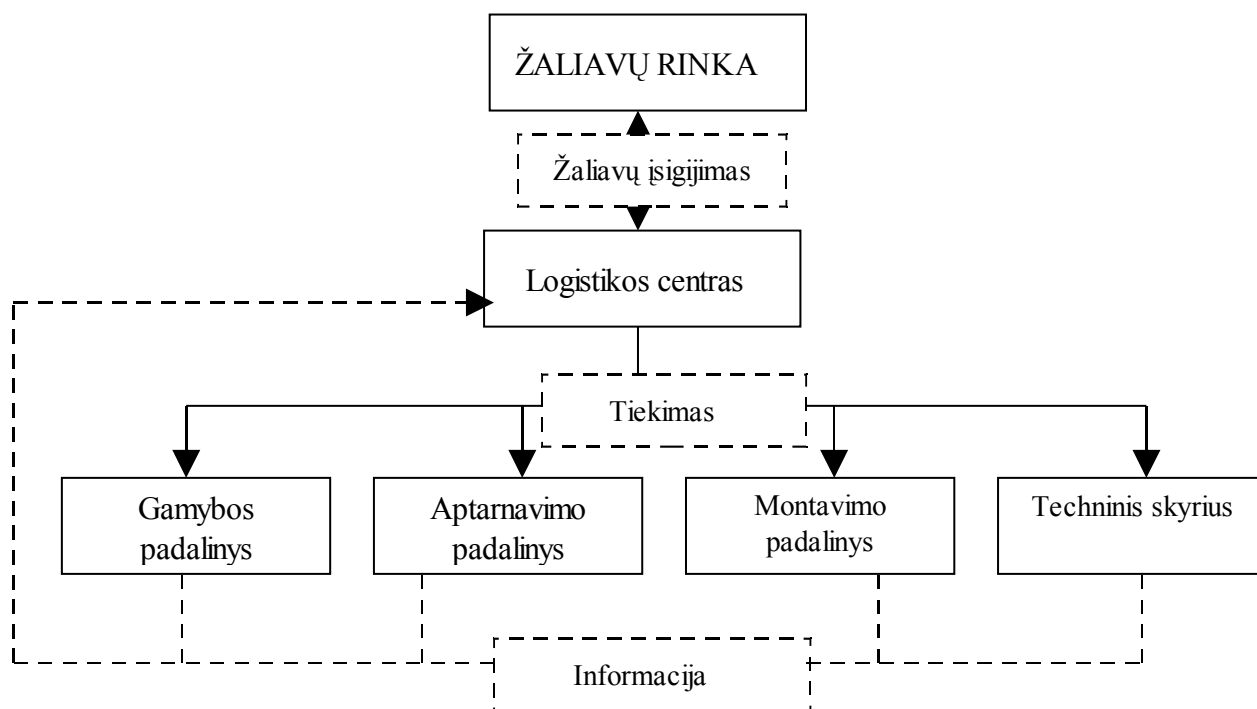 ŽALIAVŲ RINKA
Žaliavų įsigijimas
Logistikos centras
Tiekimas
Gamybos
padalinys
Aptarnavimo
padalinys
Montavimo
padalinys
Techninis skyrius
Informacija